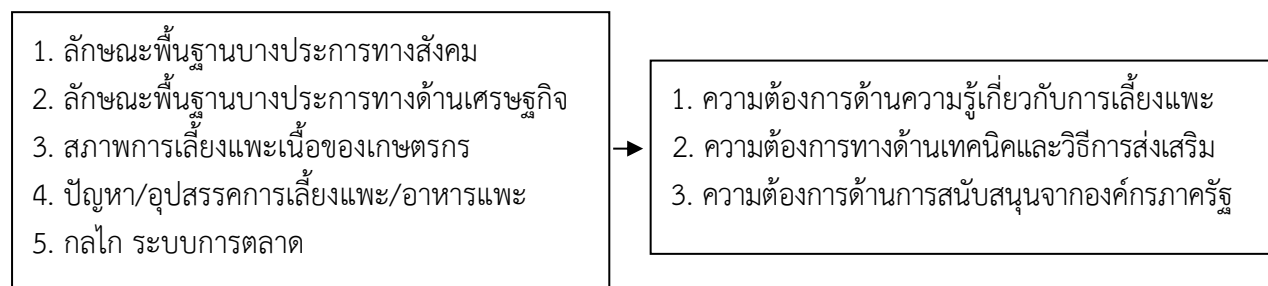 1. ลักษณะพื้นฐานบางประการทางสังคม
2. ลักษณะพื้นฐานบางประการทางด้านเศรษฐกิจ
3. สภาพการเลี้ยงแพะเนื้อของเกษตรกร
4. ปัญหา/อุปสรรคการเลี้ยงแพะ/อาหารแพะ
5. กลไก ระบบการตลาด
1. ความต้องการด้านความรู้เกี่ยวกับการเลี้ยงแพะ
2. ความต้องการทางด้านเทคนิคและวิธีการส่งเสริม
3. ความต้องการด้านการสนับสนุนจากองค์กรภาครัฐ